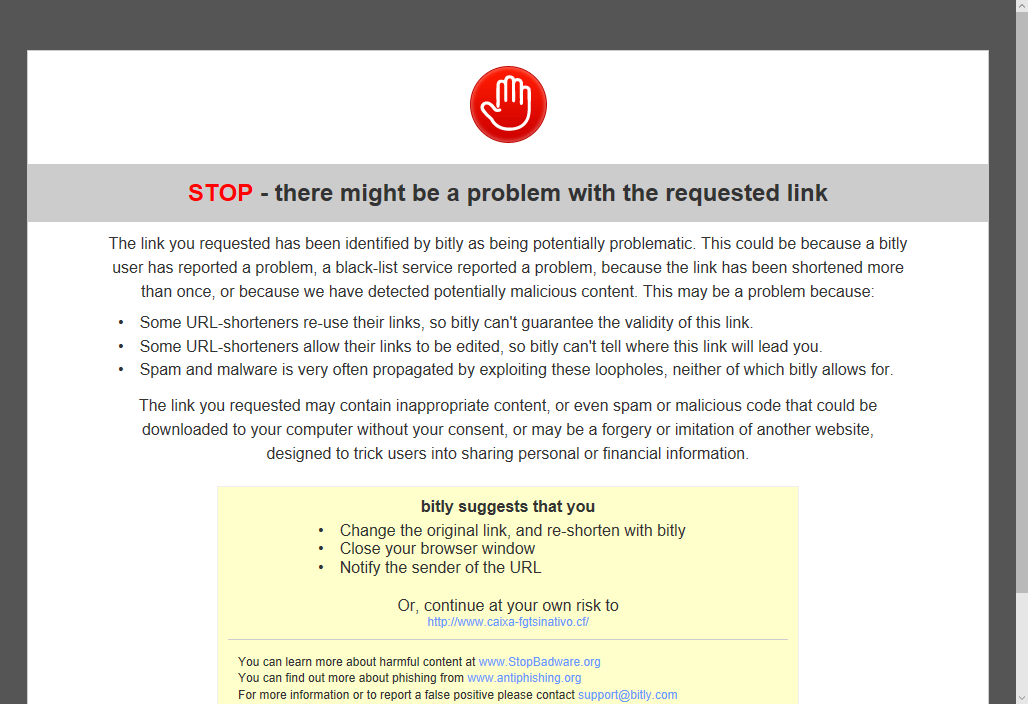 STOP - there might be a problem with the requested link
The link you requested has been identified by bitly as being potentially problematic. This could be because a bitly
user has reported a problem, a black-list service reported a problem, because the link has been shortened more
than once, or because we have detected potentially malicious content. This may be a problem because:
• Some URL-shorteners re-use their links, so bitly can't guarantee the validity of this link.
• Some URL-shorteners allow their links to be edited, so bitly can't tell where this link will lead you.
• Spam and malware is very often propagated by exploiting these loopholes, neither of which bitly allows for.
The link you requested may contain inappropriate content, or even spam or malicious code that could be
downloaded to your computer without your consent, or may be a forgery or imitation of another website,
designed to trick users into sharing personal or financial information.
bitly suggests that you
• Change the original link, and re-shorten with bitly
• Close your browser window
• Notify the sender of the URL
Or, continue at your own risk to
http://www.caixa-fgtsinativo.cf/
You can learn more about harmful content at www.StopBadware.org
You can find out more about phishing from www.antiphishing.org
For more information or to report a false positive please contact support@bitly.com